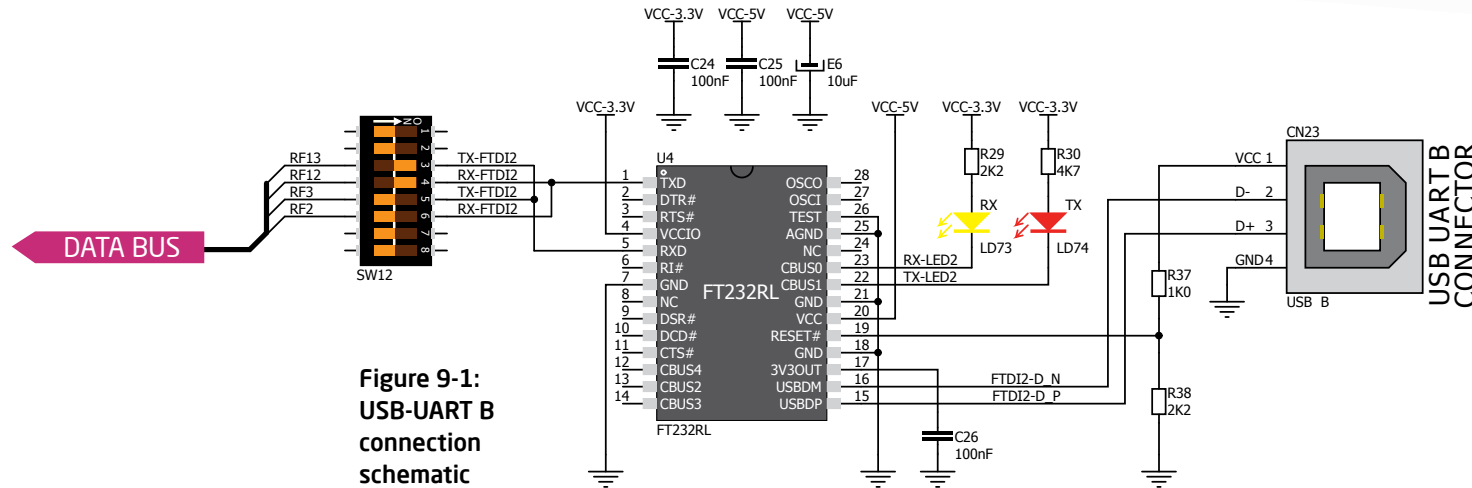 VCC-3.3V VCC-5V VCC-5V
C24
100nF
C25
100nF
E6
10uF
VCC-3.3V
VCC-5V
VCC-3.3V
VCC-3.3V
DATA BUS
RF13
RF12
RF3
RF2
ON
1
2
3
4
5
6
7
8
SW12
TX-FTDI2
RX-FTDI2
TX-FTDI2
RX-FTDI2
U4
1 TXD
2 DTR#
3 RTS#
4 VCCIO
5 RXD
6 RI#
7 GND
8 NC
9 DSR#
10 DCD#
11 CTS#
12 CBUS4
13 CBUS2
14 CBUS3
FT232RL
OSCO 28
OSCI 27
TEST 26
AGND 25
NC 24
CBUS0 23
CBUS1 22
GND 21
VCC 20
RESET# 19
GND 18
3V3OUT 17
USBDM 16
USBDP 15
FT232RL
RX-LED2
TX-LED2
FTDI2-D_N
FTDI2-D_P
R29
2K2
R30
4K7
RX
LD73
TX
LD74
C26
100nF
R37
1K0
R38
2K2
CN23
VCC 1
D- 2
D+ 3
GND 4
USB B
USB UART B
CONNECTOR
Figure 9-1:
USB-UART B
connection
schematic